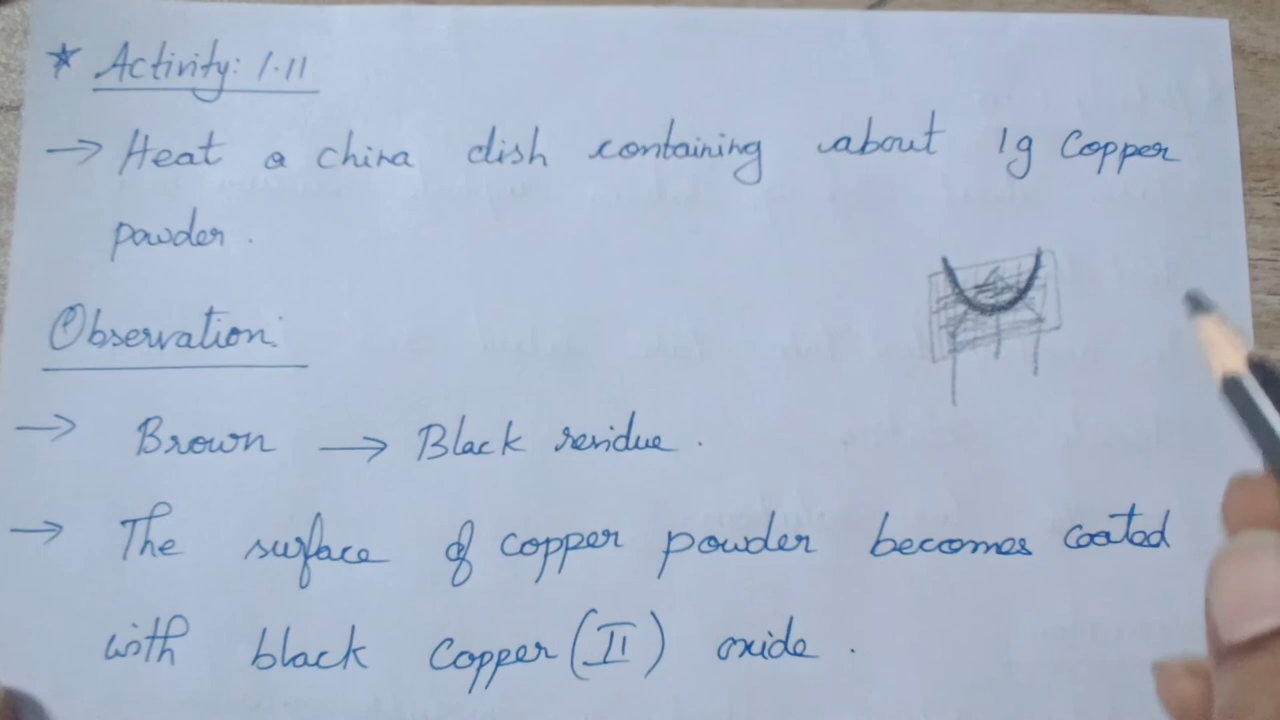 ★ Activity: 1.11
→ Heat a china dish containing about 1g Copper
powder.
Observation:
→ Brown → Black residue.
→ The surface of copper powder becomes coated
with black Copper (II) oxide.